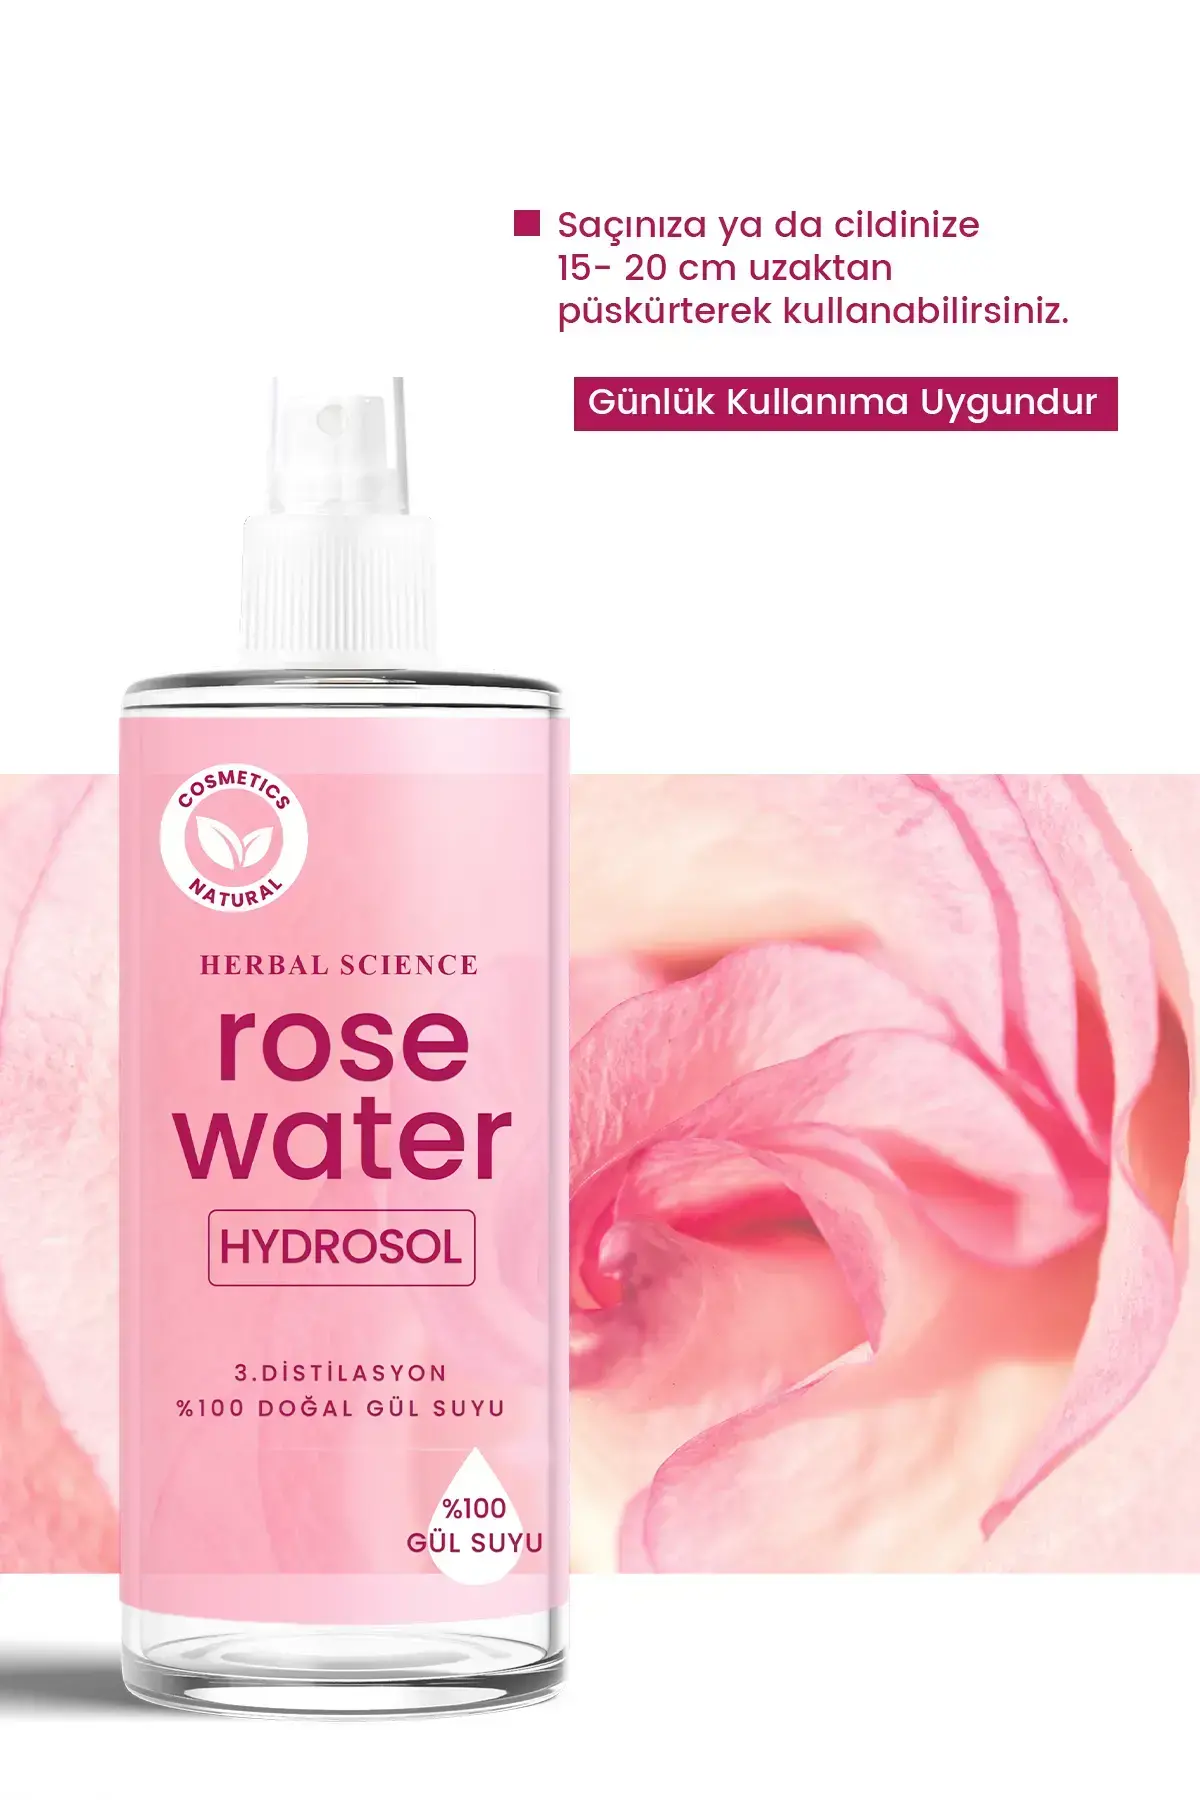 Saçınıza ya da cildinize
15- 20 cm uzaktan
püskürterek kullanabilirsiniz.
Günlük Kullanıma Uygundur
COSMETICS
NATURAL
HERBAL SCIENCE
rose
water
HYDROSOL
3.DİSTİLASYON
%100 DOĞAL GÜL SUYU
%100
GÜL SUYU